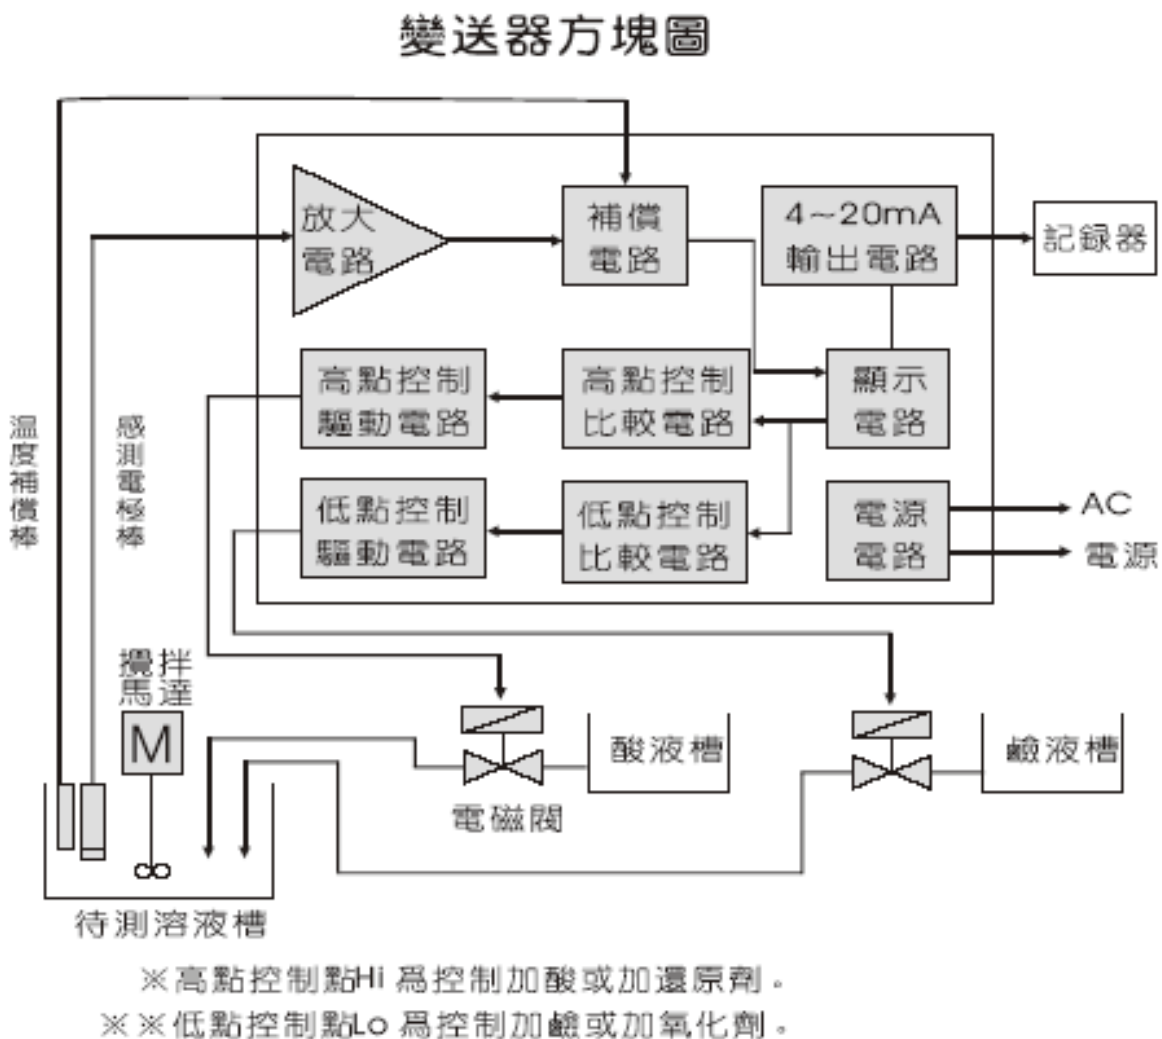 變送器方塊圖
放大
電路
補償
電路
4～20mA
輸出電路
記録器
高點控制
驅動電路
高點控制
比較電路
顯示
電路
低點控制
驅動電路
低點控制
比較電路
電源
電路
AC
電源
温度補償棒
感測電極棒
攪拌
馬達
M
酸液槽
鹼液槽
電磁閥
待測溶液槽
※高點控制點Hi 爲控制加酸或加還原劑。
※※低點控制點Lo 爲控制加鹼或加氧化劑。